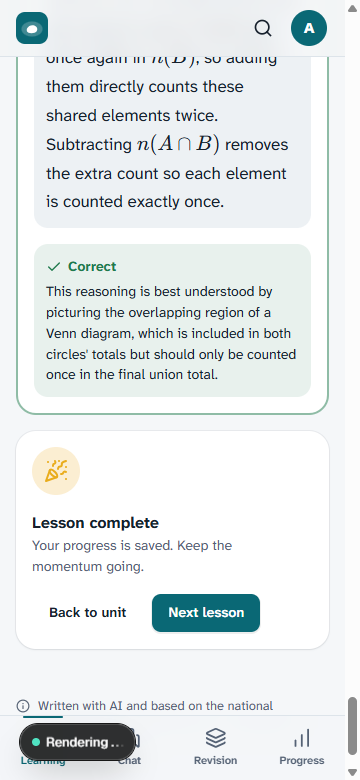 A
once again in n(B), so adding
them directly counts these
shared elements twice.
Subtracting n(A ∩ B) removes
the extra count so each element
is counted exactly once.
Correct
This reasoning is best understood by
picturing the overlapping region of a
Venn diagram, which is included in both
circles' totals but should only be counted
once in the final union total.
Lesson complete
Your progress is saved. Keep the
momentum going.
Back to unit
Next lesson
Written with AI and based on the national
Rendering ...
Learning
Chat
Revision
Progress